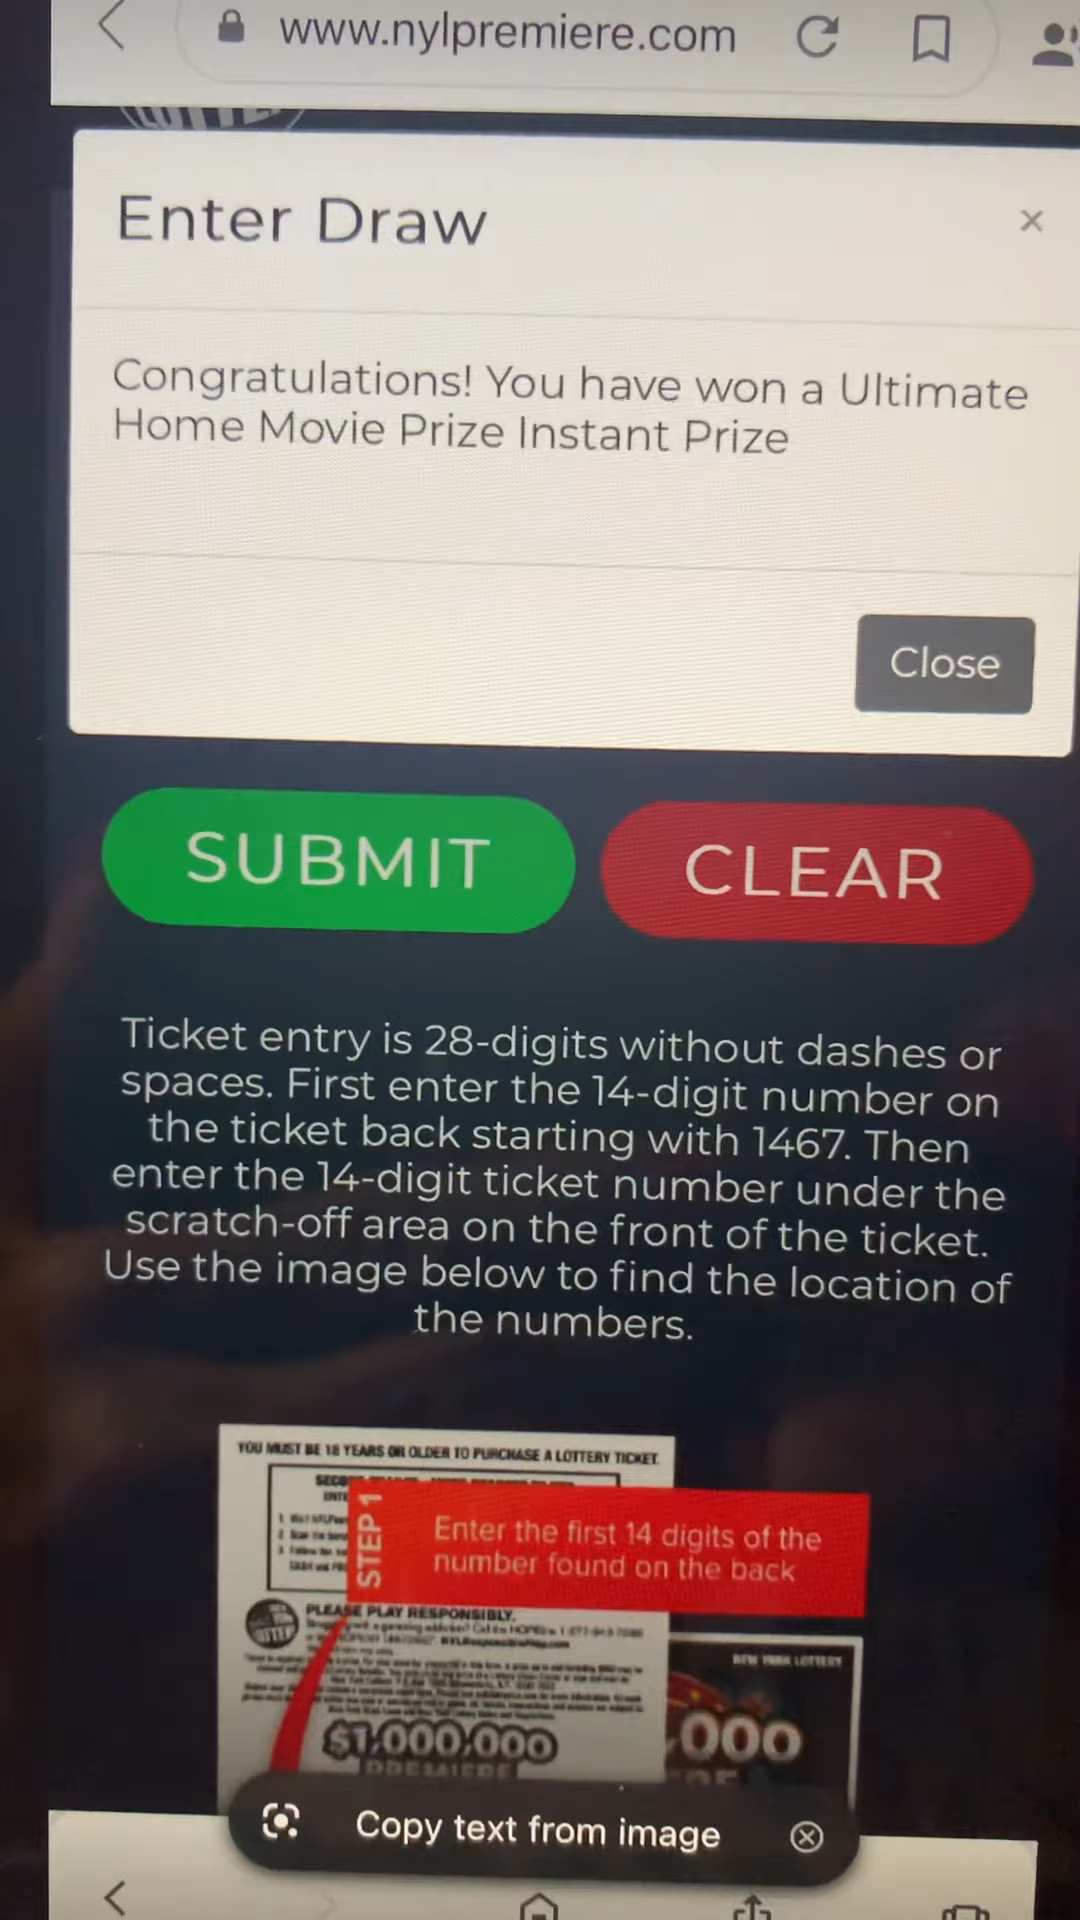 www.nylpremiere.com
Enter Draw
×
Congratulations! You have won a Ultimate
Home Movie Prize Instant Prize
Close
SUBMIT
CLEAR
Ticket entry is 28-digits without dashes or
spaces. First enter the 14-digit number on
the ticket back starting with 1467. Then
enter the 14-digit ticket number under the
scratch-off area on the front of the ticket.
Use the image below to find the location of
the numbers.
YOU MUST BE 18 YEARS OR OLDER TO PURCHASE A LOTTERY TICKET.
STEP 1
Enter the first 14 digits of the
number found on the back
PLEASE PLAY RESPONSIBLY.
NEW YORK LOTTERY
$1,000,000
000
PREMIERE
Copy text from image